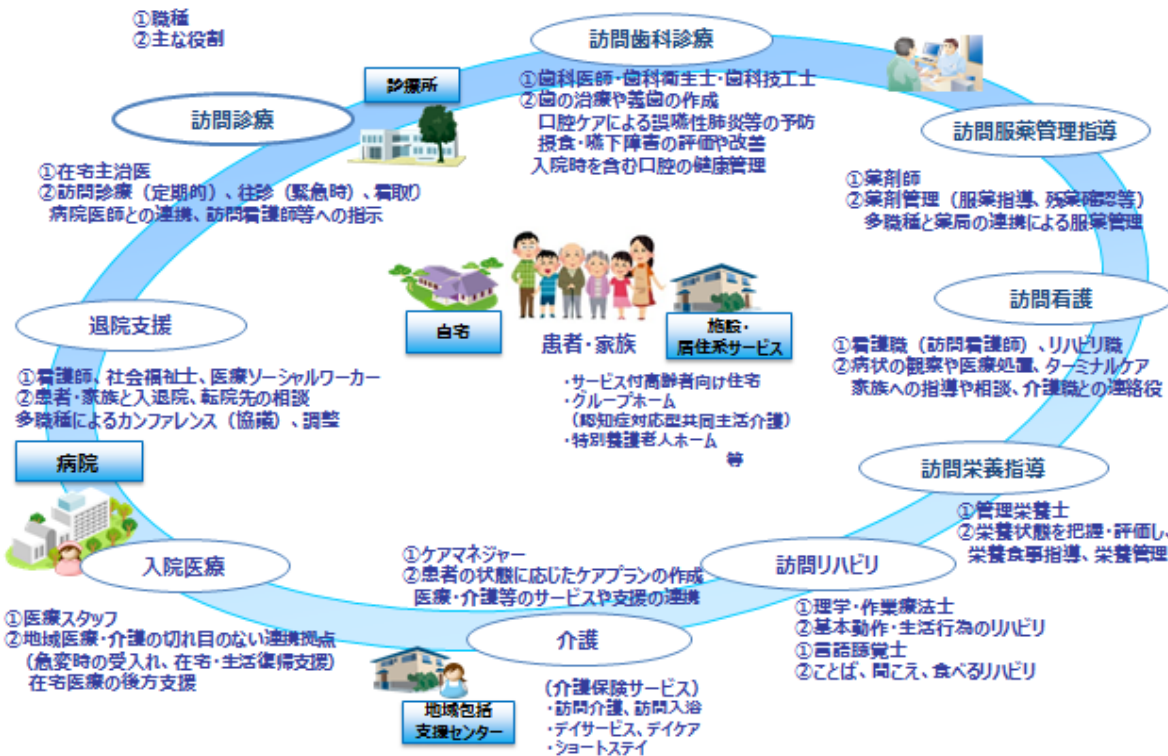 ①職種
②主な役割
訪問歯科診療
①歯科医師・歯科衛生士・歯科技工士
②歯の治療や義歯の作成
口腔ケアによる誤嚥性肺炎等の予防
摂食・嚥下障害の評価や改善
入院時を含む口腔の健康管理
診療所
訪問診療
①在宅主治医
②訪問診療（定期的）、往診（緊急時）、看取り
病院医師との連携、訪問看護師等への指示
訪問服薬管理指導
①薬剤師
②薬剤管理（服薬指導、残薬確認等）
多職種と薬局の連携による服薬管理
退院支援
①看護師、社会福祉士、医療ソーシャルワーカー
②患者・家族と入退院、転院先の相談
多職種によるカンファレンス（協議）、調整
病院
自宅
患者・家族
施設・
居住系サービス
・サービス付高齢者向け住宅
・グループホーム
（認知症対応型共同生活介護）
・特別養護老人ホーム
等
訪問看護
①看護職（訪問看護師）、リハビリ職
②病状の観察や医療処置、ターミナルケア
家族への指導や相談、介護職との連絡役
訪問栄養指導
①管理栄養士
②栄養状態を把握・評価し、
栄養食事指導、栄養管理
入院医療
①医療スタッフ
②地域医療・介護の切れ目のない連携拠点
（急変時の受入れ、在宅・生活復帰支援）
在宅医療の後方支援
①ケアマネジャー
②患者の状態に応じたケアプランの作成
医療・介護等のサービスや支援の連携
介護
（介護保険サービス）
・訪問介護、訪問入浴
・デイサービス、デイケア
・ショートステイ
地域包括
支援センター
訪問リハビリ
①理学・作業療法士
②基本動作・生活行為のリハビリ
①言語聴覚士
②ことば、聞こえ、食べるリハビリ